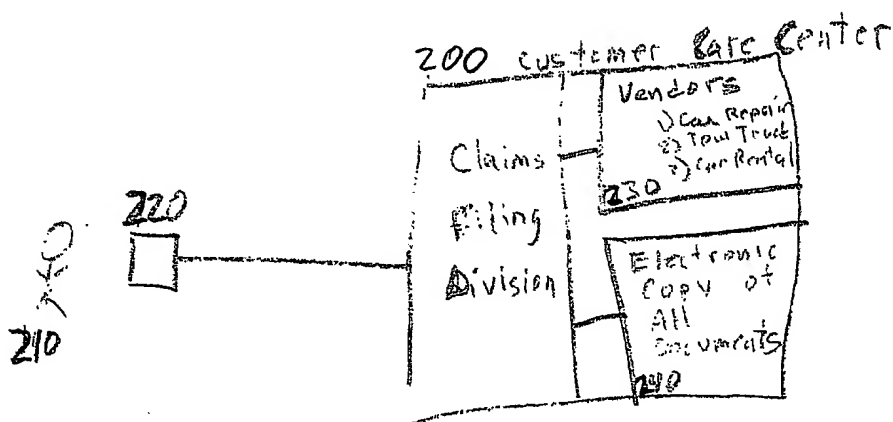 200 Customer Care Center
Vendors
1) Car Repair
2) Tow Truck
3) Car Rental
230
Claims
Filing
Division
220
210
Electronic
Copy of
All
Documents
240